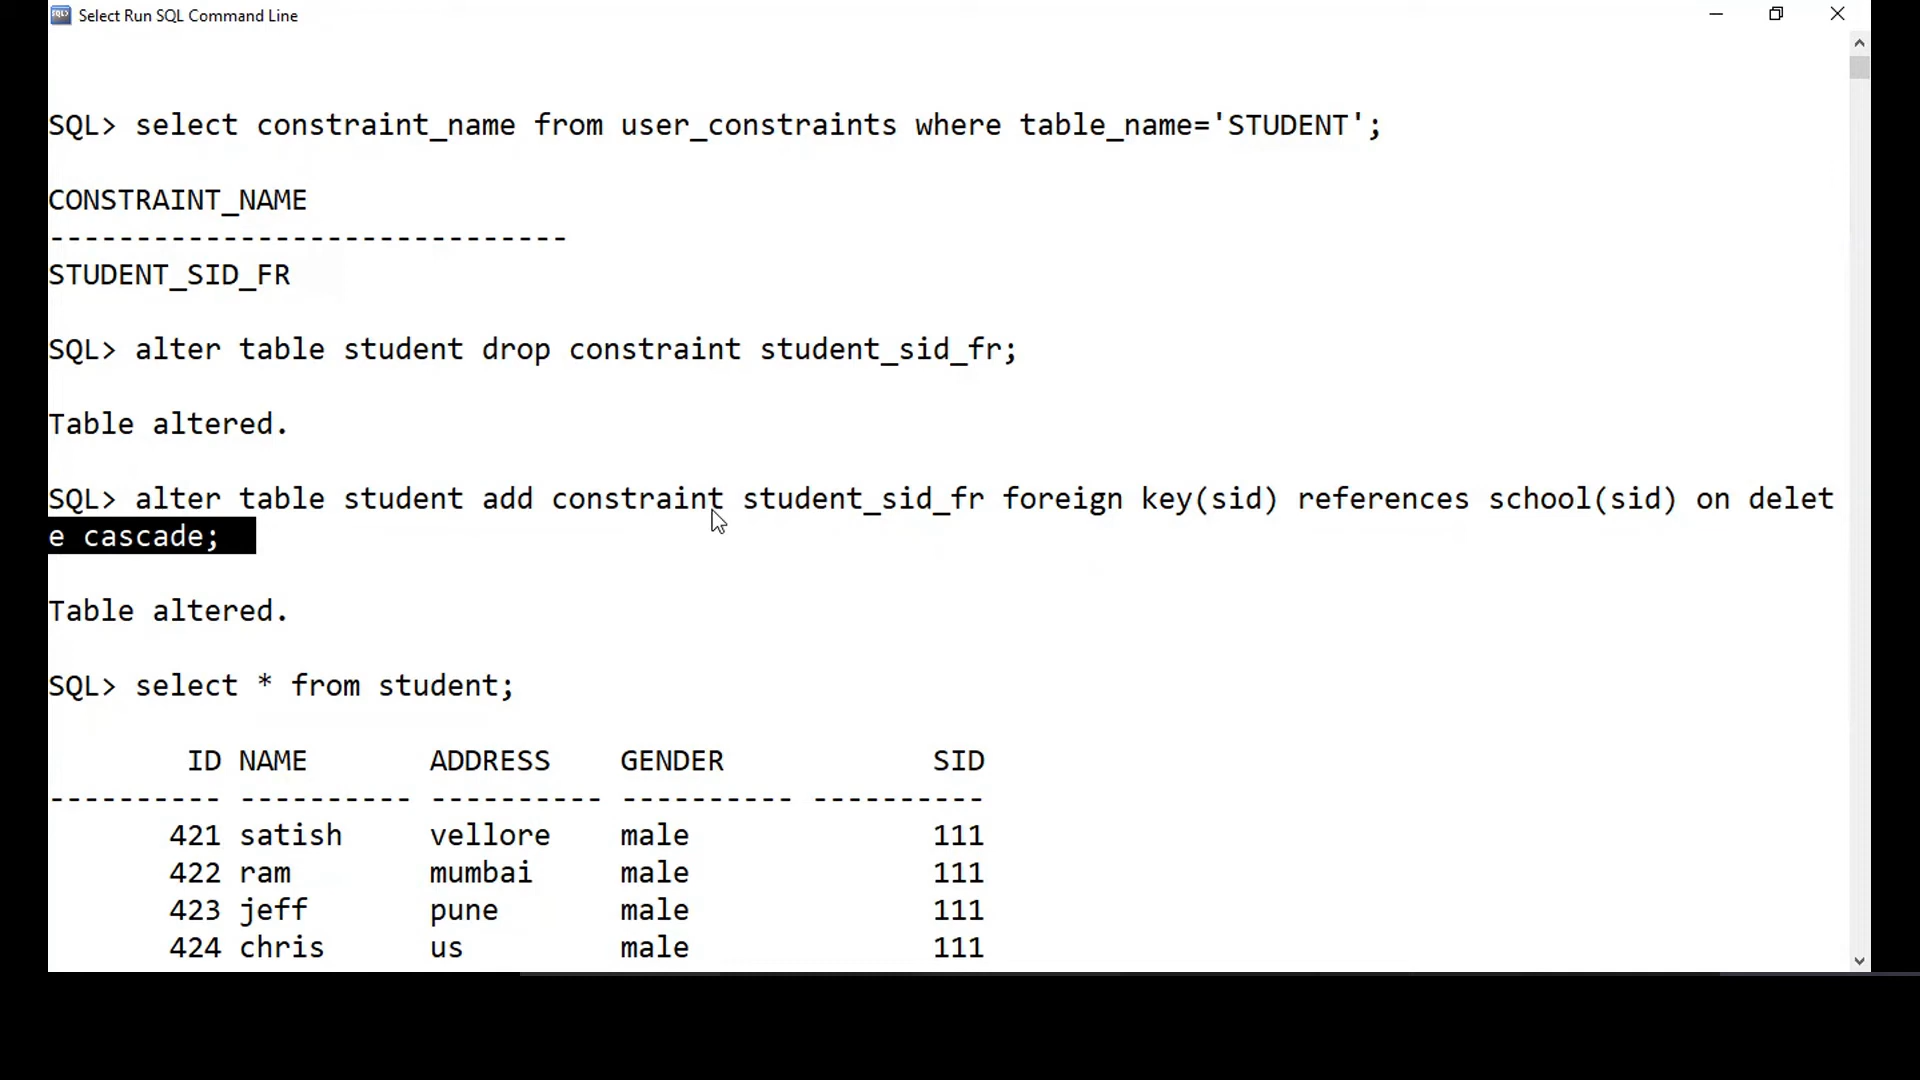 Select Run SQL Command Line
SQL> select constraint_name from user_constraints where table_name='STUDENT';
CONSTRAINT_NAME
------------------------------
STUDENT_SID_FR
SQL> alter table student drop constraint student_sid_fr;
Table altered.
SQL> alter table student add constraint student_sid_fr foreign key(sid) references school(sid) on delet
e cascade;
Table altered.
SQL> select * from student;
ID NAME ADDRESS GENDER SID
---------- ---------- ---------- ---------- ----------
421 satish vellore male 111
422 ram mumbai male 111
423 jeff pune male 111
424 chris us male 111